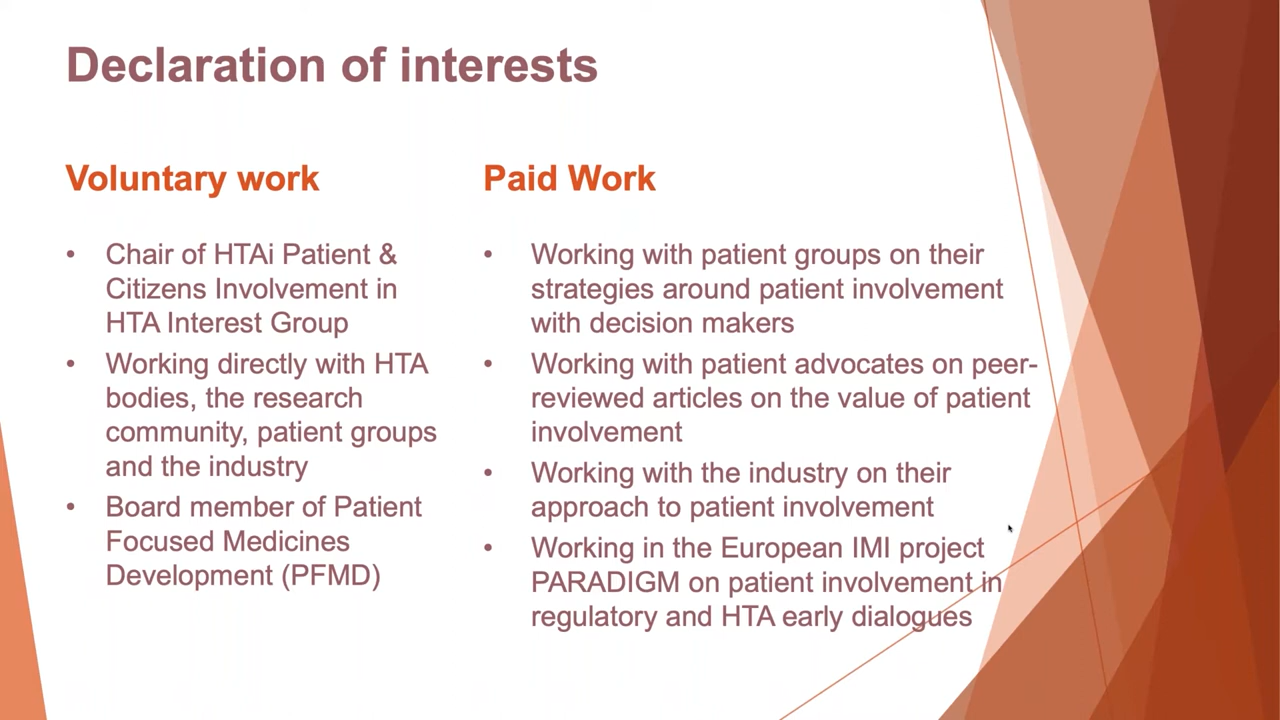 Declaration of interests
Voluntary work
• Chair of HTAi Patient &
Citizens Involvement in
HTA Interest Group
• Working directly with HTA
bodies, the research
community, patient groups
and the industry
• Board member of Patient
Focused Medicines
Development (PFMD)
Paid Work
• Working with patient groups on their
strategies around patient involvement
with decision makers
• Working with patient advocates on peer-
reviewed articles on the value of patient
involvement
• Working with the industry on their
approach to patient involvement
• Working in the European IMI project
PARADIGM on patient involvement in
regulatory and HTA early dialogues